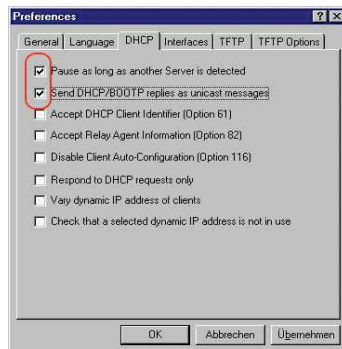 Preferences
General Language DHCP Interfaces TFTP TFTP Options
Pause as long as another Server is detected
Send DHCP/BOOTP replies as unicast messages
Accept DHCP Client Identifier (Option 61)
Accept Relay Agent Information (Option 82)
Disable Client Auto-Configuration (Option 116)
Respond to DHCP requests only
Vary dynamic IP address of clients
Check that a selected dynamic IP address is not in use
OK Abbrechen Übernehmen